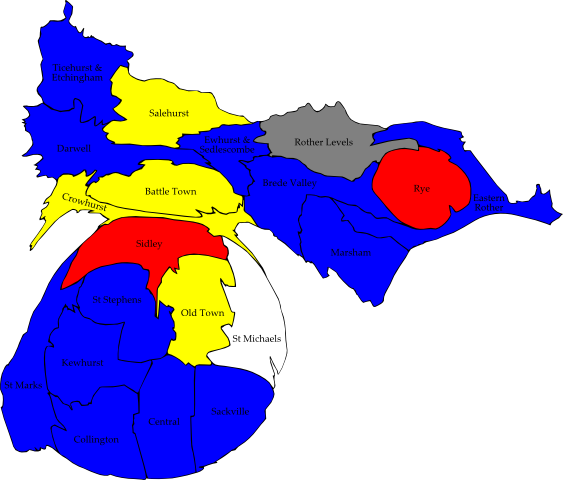 Ticehurst &
Etchingham
Salehurst
Darwell
Ewhurst &
Sedlescombe
Rother Levels
Battle Town
Brede Valley
Rye
Crowhurst
Eastern
Rother
Sidley
Marsham
St Stephens
Old Town
St Michaels
Kewhurst
St Marks
Sackville
Central
Collington